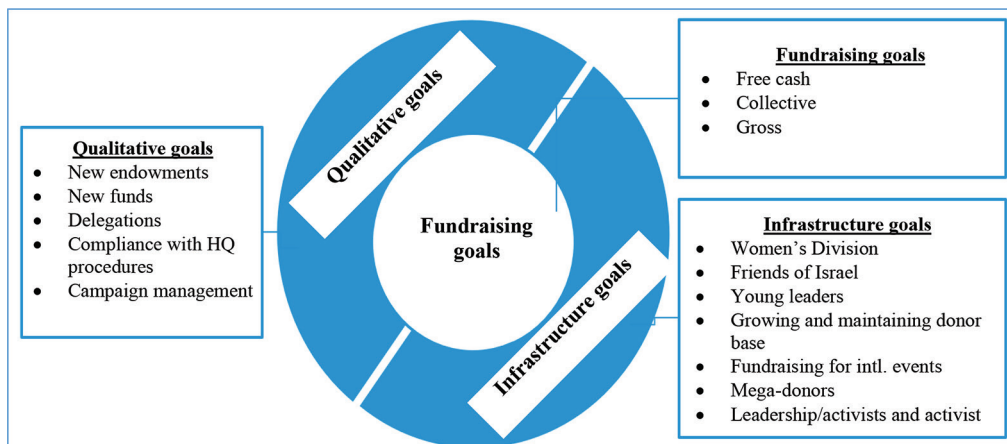 Qualitative goals
• New endowments
• New funds
• Delegations
• Compliance with HQ
procedures
• Campaign management
Qualitative goals
Fundraising
goals
Infrastructure goals
Fundraising goals
• Free cash
• Collective
• Gross
Infrastructure goals
• Women’s Division
• Friends of Israel
• Young leaders
• Growing and maintaining donor
base
• Fundraising for intl. events
• Mega-donors
• Leadership/activists and activist